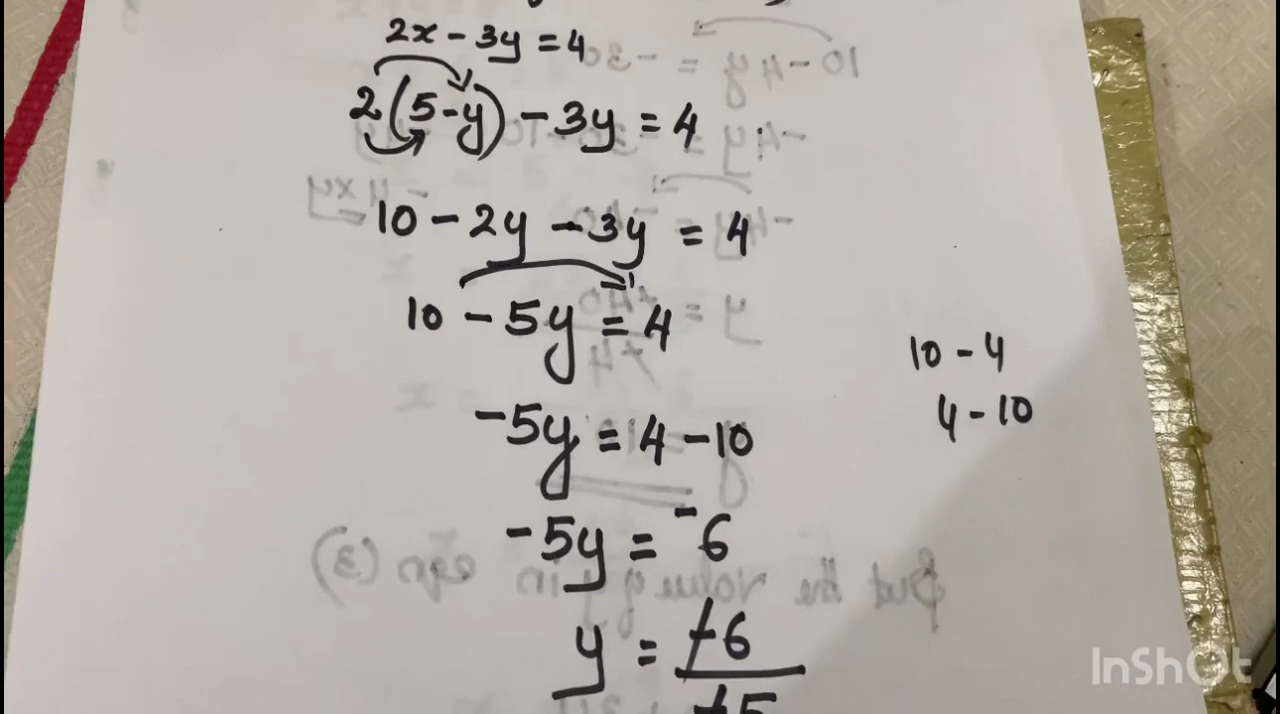 2x - 3y = 4
2(5-y) - 3y = 4
10 - 2y - 3y = 4
10 - 5y = 4
-5y = 4 - 10
-5y = -6
y = -6
-5
10 - 4
4 - 10
InShOt